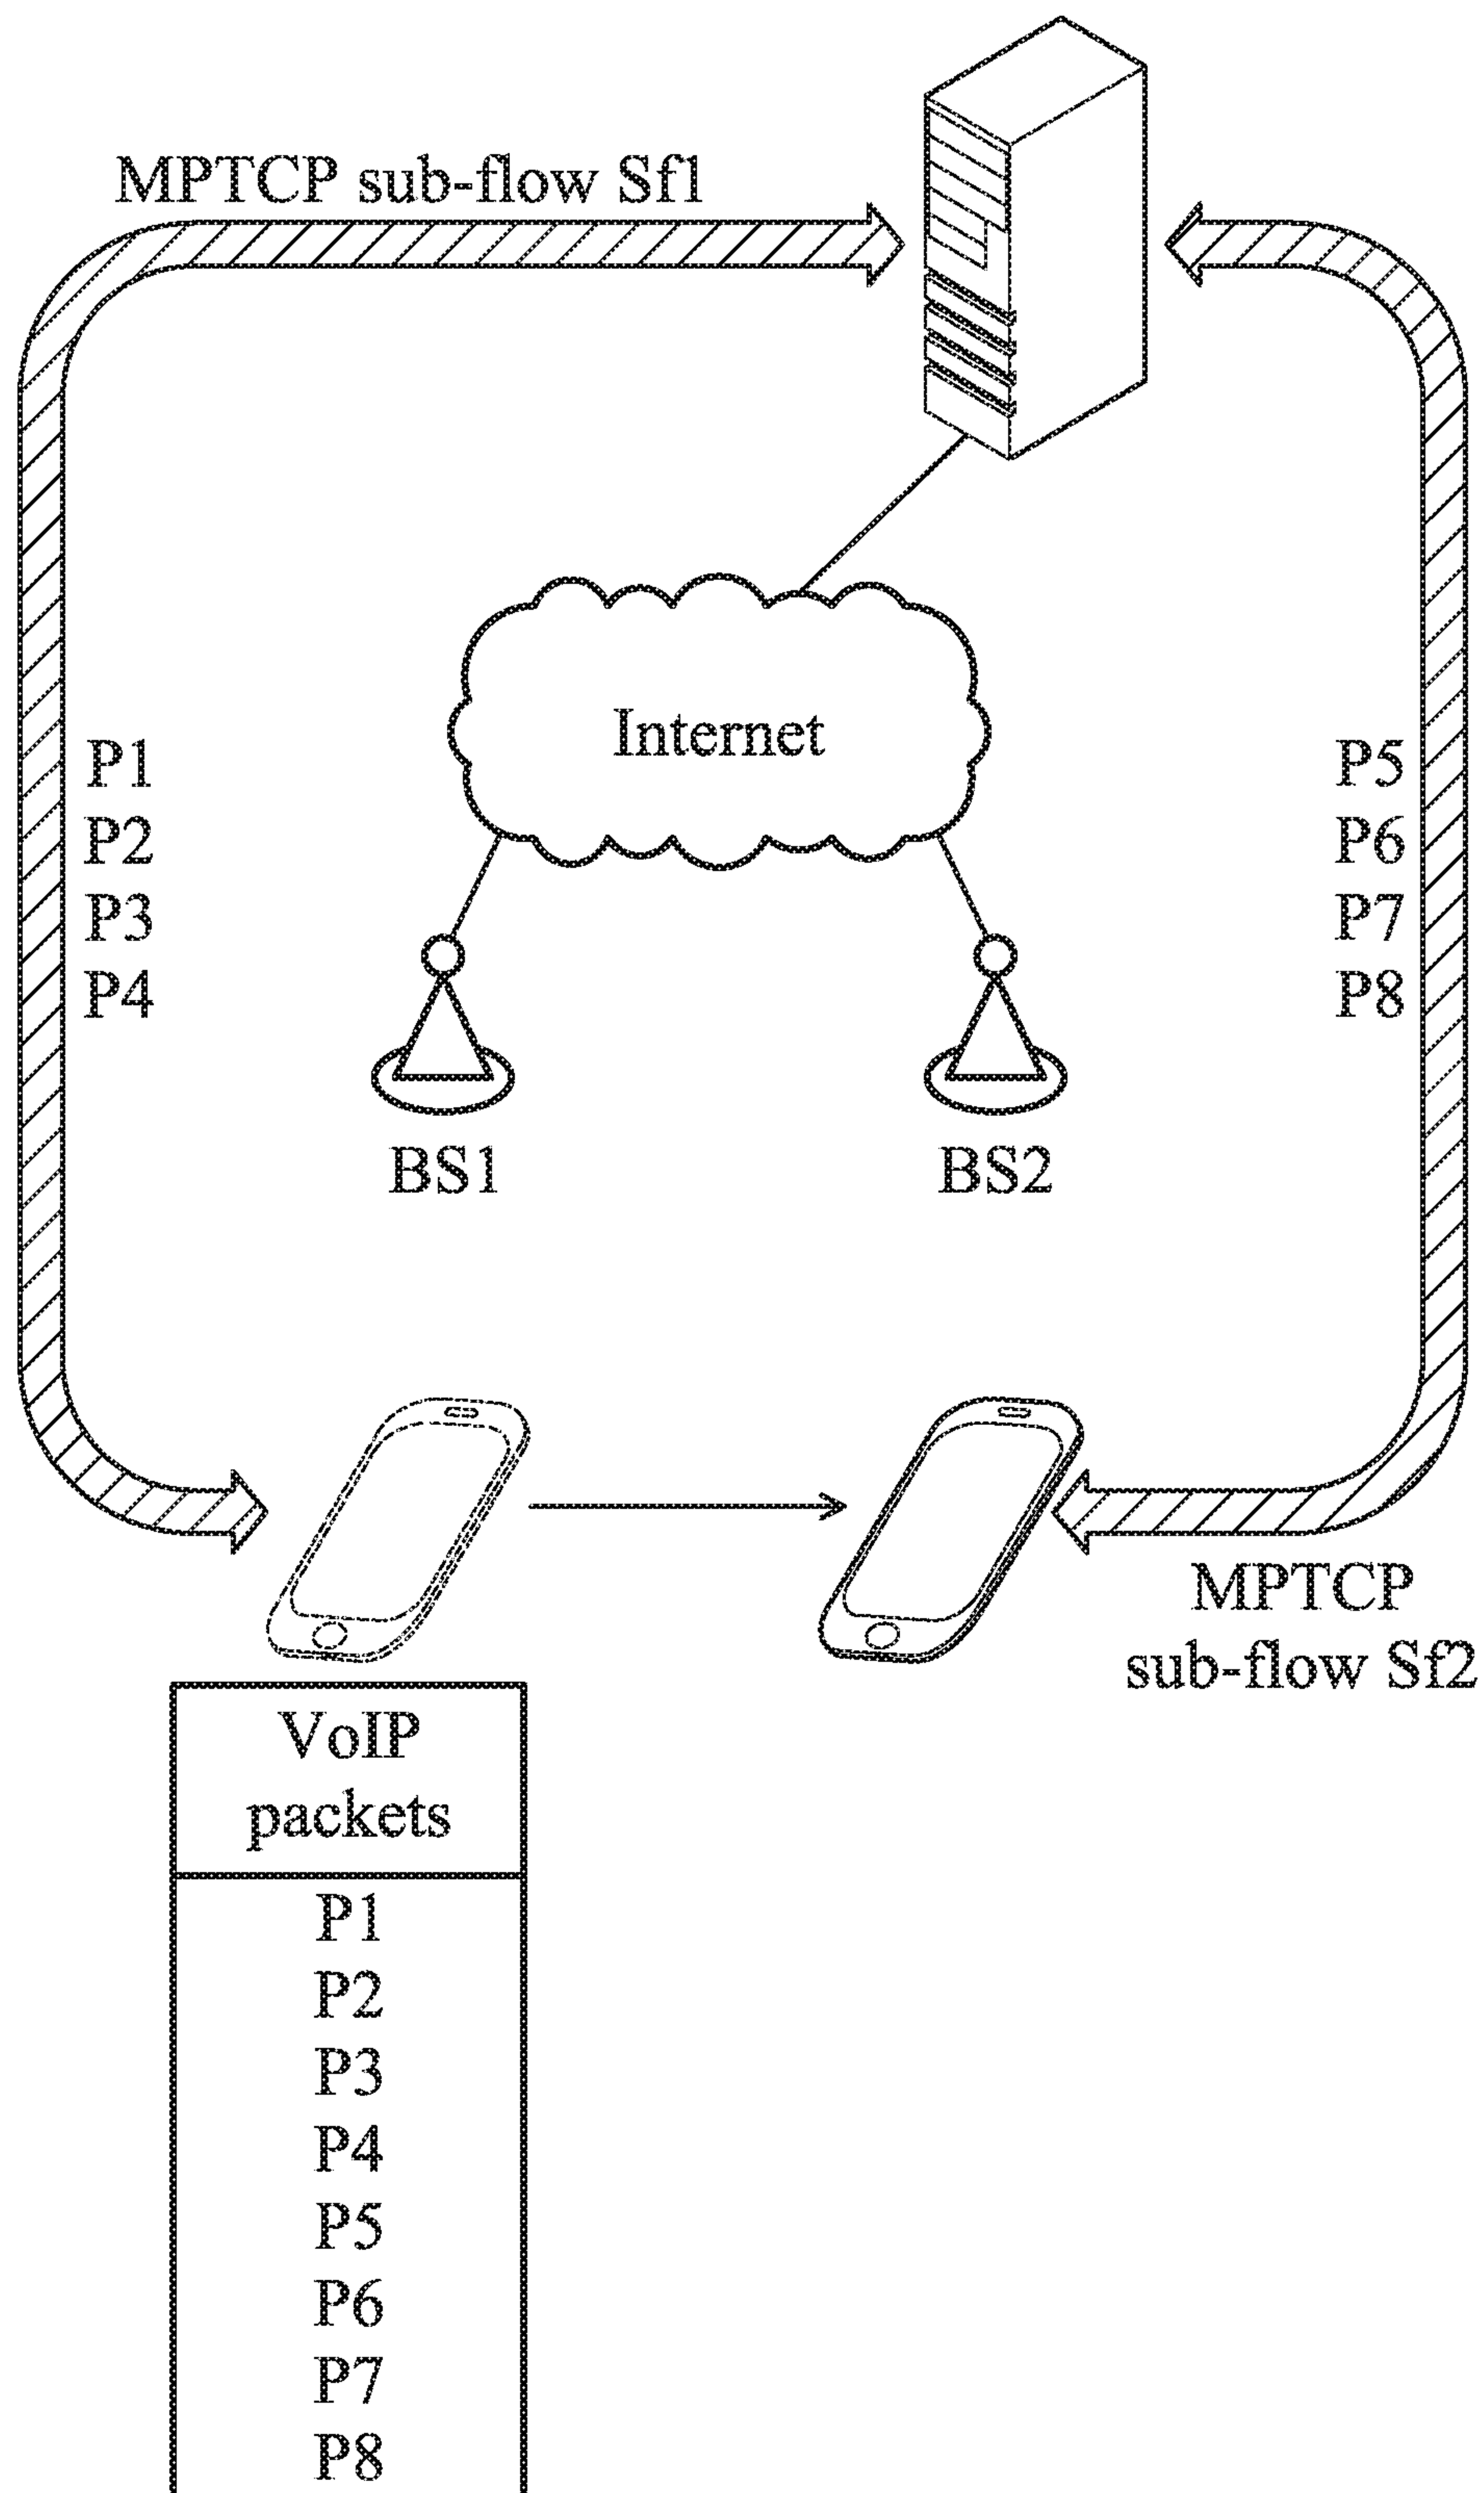 MPTCP sub-flow Sf1
Internet
P1
P2
P3
P4
P5
P6
P7
P8
BS1
BS2
MPTCP
sub-flow Sf2
VoIP
packets
P1
P2
P3
P4
P5
P6
P7
P8